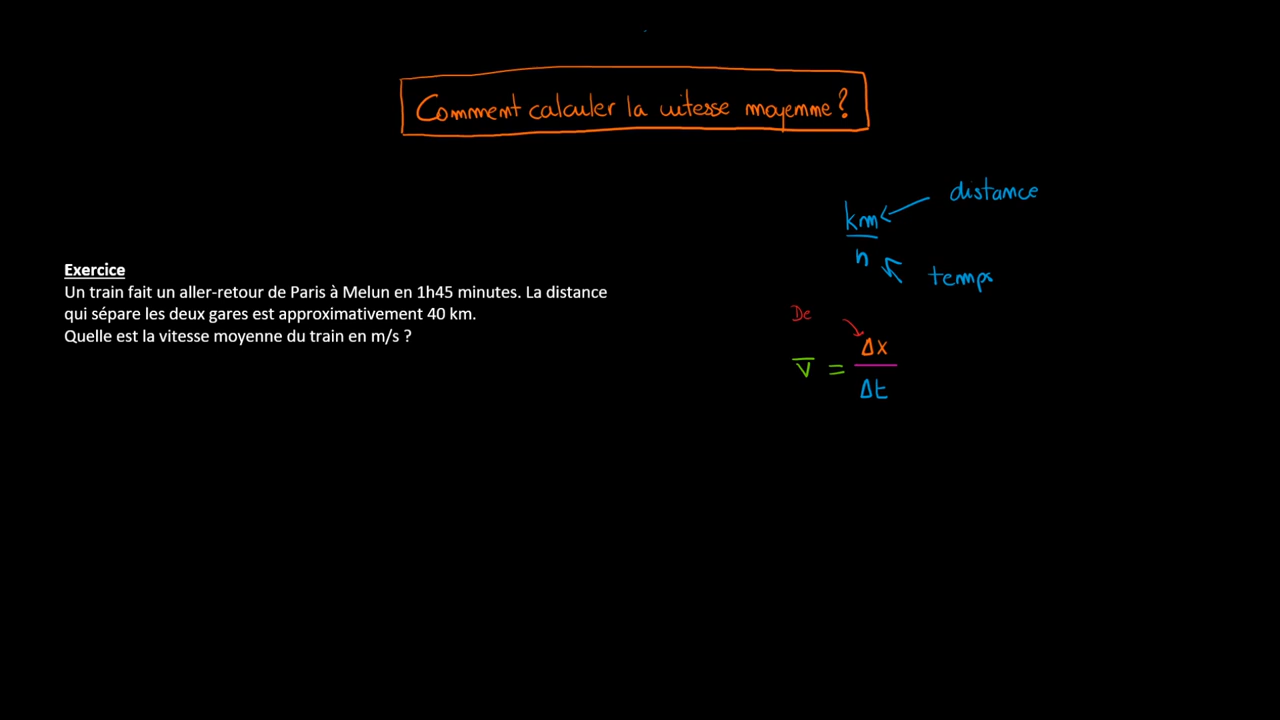 Comment calculer la vitesse moyenne?
distance
km
h
temps
Exercice
Un train fait un aller-retour de Paris à Melun en 1h45 minutes. La distance
qui sépare les deux gares est approximativement 40 km.
Quelle est la vitesse moyenne du train en m/s ?
De
V̅ = Δx
Δt